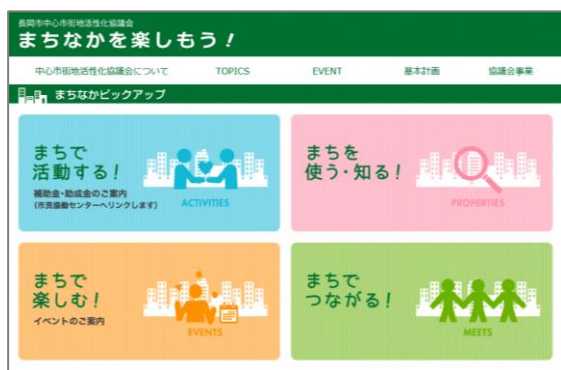 長岡市中心市街地活性化協議会
まちなかを楽しもう！
中心市街地活性化協議会について TOPICS EVENT 基本計画 協議会事業
まちなかピックアップ
まちで
活動する！
補助金・助成金のご案内
（市民協働センターへリンクします）
ACTIVITIES
まちを
使う・知る！
PROPERTIES
まちで
楽しむ！
イベントのご案内
EVENTS
まちで
つながる！
MEETS